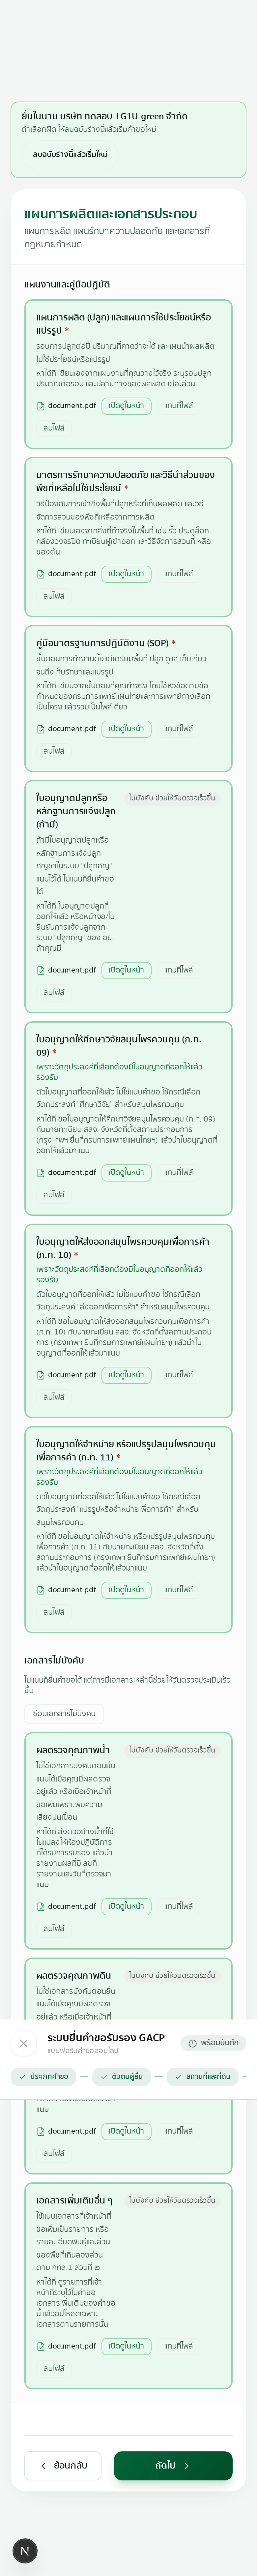 ยื่นในนาม บริษัท ทดสอบ-LG1U-green จำกัด
ถ้าเลือกผิด ให้ลบฉบับร่างนี้แล้วเริ่มคำขอใหม่
ลบฉบับร่างนี้แล้วเริ่มใหม่
แผนการผลิตและเอกสารประกอบ
แผนการผลิต แผนรักษาความปลอดภัย และเอกสารที่
กฎหมายกำหนด
แผนงานและคู่มือปฏิบัติ
แผนการผลิต (ปลูก) และแผนการใช้ประโยชน์หรือ
แปรรูป *
รอบการปลูกต่อปี ปริมาณที่คาดว่าจะได้ และแผนนำผลผลิต
ไปใช้ประโยชน์หรือแปรรูป
หาได้ที่ เขียนเองจากแผนงานที่คุณวางไว้จริง ระบุรอบปลูก
ปริมาณต่อรอบ และปลายทางของผลผลิตแต่ละส่วน
document.pdf เปิดดูในหน้า แทนที่ไฟล์
ลบไฟล์
มาตรการรักษาความปลอดภัย และวิธีนำส่วนของ
พืชที่เหลือไปใช้ประโยชน์ *
วิธีป้องกันการเข้าถึงพื้นที่ปลูกหรือที่เก็บผลผลิต และวิธี
จัดการส่วนของพืชที่เหลือจากการผลิต
หาได้ที่ เขียนเองจากสิ่งที่ทำจริงในพื้นที่ เช่น รั้ว ประตูล็อก
กล้องวงจรปิด ทะเบียนผู้เข้าออก และวิธีจัดการส่วนที่เหลือ
ของต้น
document.pdf เปิดดูในหน้า แทนที่ไฟล์
ลบไฟล์
คู่มือมาตรฐานการปฏิบัติงาน (SOP) *
ขั้นตอนการทำงานตั้งแต่เตรียมพื้นที่ ปลูก ดูแล เก็บเกี่ยว
จนถึงเก็บรักษาและแปรรูป
หาได้ที่ เขียนจากขั้นตอนที่คุณทำจริง โดยใช้หัวข้อตามข้อ
กำหนดของกรมการแพทย์แผนไทยและการแพทย์ทางเลือก
เป็นโครง แล้วรวมเป็นไฟล์เดียว
document.pdf เปิดดูในหน้า แทนที่ไฟล์
ลบไฟล์
ใบอนุญาตปลูกหรือ ไม่บังคับ ช่วยให้วันตรวจเร็วขึ้น
หลักฐานการแจ้งปลูก
(ถ้ามี)
ถ้ามีใบอนุญาตปลูกหรือ
หลักฐานการแจ้งปลูก
กัญชาในระบบ "ปลูกกัญ"
แนบไว้ได้ ไม่แนบก็ยื่นคำขอ
ได้
หาได้ที่ ใบอนุญาตปลูกที่
ออกให้แล้ว หรือหน้าจอ/ใบ
ยืนยันการแจ้งปลูกจาก
ระบบ "ปลูกกัญ" ของ อย.
ถ้าคุณมี
document.pdf เปิดดูในหน้า แทนที่ไฟล์
ลบไฟล์
ใบอนุญาตให้ศึกษาวิจัยสมุนไพรควบคุม (ภ.ท.
09) *
เพราะวัตถุประสงค์ที่เลือกต้องมีใบอนุญาตที่ออกให้แล้ว
รองรับ
ตัวใบอนุญาตที่ออกให้แล้ว ไม่ใช่แบบคำขอ ใช้กรณีเลือก
วัตถุประสงค์ "ศึกษาวิจัย" สำหรับสมุนไพรควบคุม
หาได้ที่ ขอใบอนุญาตให้ศึกษาวิจัยสมุนไพรควบคุม (ภ.ท. 09)
กับนายทะเบียน สสจ. จังหวัดที่ตั้งสถานประกอบการ
(กรุงเทพฯ ยื่นที่กรมการแพทย์แผนไทยฯ) แล้วนำใบอนุญาตที่
ออกให้แล้วมาแนบ
document.pdf เปิดดูในหน้า แทนที่ไฟล์
ลบไฟล์
ใบอนุญาตให้ส่งออกสมุนไพรควบคุมเพื่อการค้า
(ภ.ท. 10) *
เพราะวัตถุประสงค์ที่เลือกต้องมีใบอนุญาตที่ออกให้แล้ว
รองรับ
ตัวใบอนุญาตที่ออกให้แล้ว ไม่ใช่แบบคำขอ ใช้กรณีเลือก
วัตถุประสงค์ "ส่งออกเพื่อการค้า" สำหรับสมุนไพรควบคุม
หาได้ที่ ขอใบอนุญาตให้ส่งออกสมุนไพรควบคุมเพื่อการค้า
(ภ.ท. 10) กับนายทะเบียน สสจ. จังหวัดที่ตั้งสถานประกอบ
การ (กรุงเทพฯ ยื่นที่กรมการแพทย์แผนไทยฯ) แล้วนำใบ
อนุญาตที่ออกให้แล้วมาแนบ
document.pdf เปิดดูในหน้า แทนที่ไฟล์
ลบไฟล์
ใบอนุญาตให้จำหน่าย หรือแปรรูปสมุนไพรควบคุม
เพื่อการค้า (ภ.ท. 11) *
เพราะวัตถุประสงค์ที่เลือกต้องมีใบอนุญาตที่ออกให้แล้ว
รองรับ
ตัวใบอนุญาตที่ออกให้แล้ว ไม่ใช่แบบคำขอ ใช้กรณีเลือก
วัตถุประสงค์ "แปรรูปหรือจำหน่ายเพื่อการค้า" สำหรับ
สมุนไพรควบคุม
หาได้ที่ ขอใบอนุญาตให้จำหน่าย หรือแปรรูปสมุนไพรควบคุม
เพื่อการค้า (ภ.ท. 11) กับนายทะเบียน สสจ. จังหวัดที่ตั้ง
สถานประกอบการ (กรุงเทพฯ ยื่นที่กรมการแพทย์แผนไทยฯ)
แล้วนำใบอนุญาตที่ออกให้แล้วมาแนบ
document.pdf เปิดดูในหน้า แทนที่ไฟล์
ลบไฟล์
เอกสารไม่บังคับ
ไม่แนบก็ยื่นคำขอได้ แต่การมีเอกสารเหล่านี้ช่วยให้วันตรวจประเมินเร็ว
ขึ้น
ซ่อนเอกสารไม่บังคับ
ผลตรวจคุณภาพน้ำ ไม่บังคับ ช่วยให้วันตรวจเร็วขึ้น
ไม่ใช่เอกสารบังคับตอนยื่น
แนบได้เมื่อคุณมีผลตรวจ
อยู่แล้ว หรือเมื่อเจ้าหน้าที่
ขอเพิ่มเพราะพบความ
เสี่ยงปนเปื้อน
หาได้ที่ ส่งตัวอย่างน้ำที่ใช้
ในแปลงให้ห้องปฏิบัติการ
ที่ได้รับการรับรอง แล้วนำ
รายงานผลที่มีเลขที่
รายงานและวันที่ตรวจมา
แนบ
document.pdf เปิดดูในหน้า แทนที่ไฟล์
ลบไฟล์
ผลตรวจคุณภาพดิน ไม่บังคับ ช่วยให้วันตรวจเร็วขึ้น
ไม่ใช่เอกสารบังคับตอนยื่น
แนบได้เมื่อคุณมีผลตรวจ
อยู่แล้ว หรือเมื่อเจ้าหน้าที่
ระบบยื่นคำขอรับรอง GACP พร้อมบันทึก
แบบฟอร์มคำขอออนไลน์
ประเภทคำขอ ตัวตนผู้ยื่น สถานที่และที่ดิน
แนบ
document.pdf เปิดดูในหน้า แทนที่ไฟล์
ลบไฟล์
เอกสารเพิ่มเติมอื่น ๆ ไม่บังคับ ช่วยให้วันตรวจเร็วขึ้น
ใช้แนบเอกสารที่เจ้าหน้าที่
ขอเพิ่มเป็นรายการ หรือ
รายละเอียดพันธุ์และส่วน
ของพืชที่เกินสองส่วน
ตาม กทล.1 ส่วนที่ ๒
หาได้ที่ ดูรายการที่เจ้า
หน้าที่ระบุไว้ในคำขอ
เอกสารเพิ่มเติมของคำขอ
นี้ แล้วอัปโหลดเฉพาะ
เอกสารตามรายการนั้น
document.pdf เปิดดูในหน้า แทนที่ไฟล์
ลบไฟล์
ย้อนกลับ ถัดไป
N